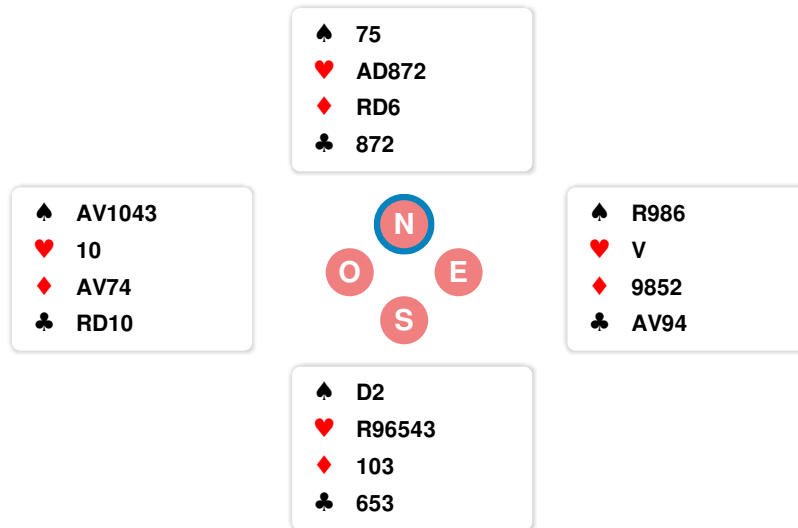 ♠ 75
♥ AD872
♦ RD6
♣ 872
♠ AV1043
♥ 10
♦ AV74
♣ RD10
N
O E
S
♠ R986
♥ V
♦ 9852
♣ AV94
♠ D2
♥ R96543
♦ 103
♣ 653